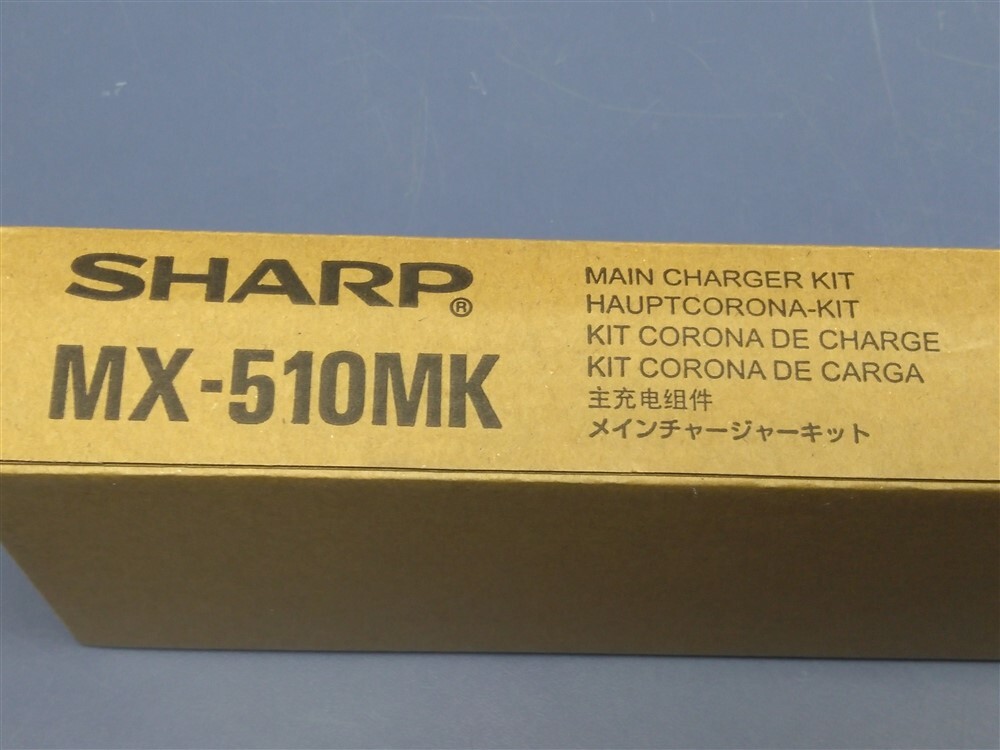 SHARP®
MX-510MK
MAIN CHARGER KIT
HAUPTCORONA-KIT
KIT CORONA DE CHARGE
KIT CORONA DE CARGA
主充电组件
メインチャージャーキット